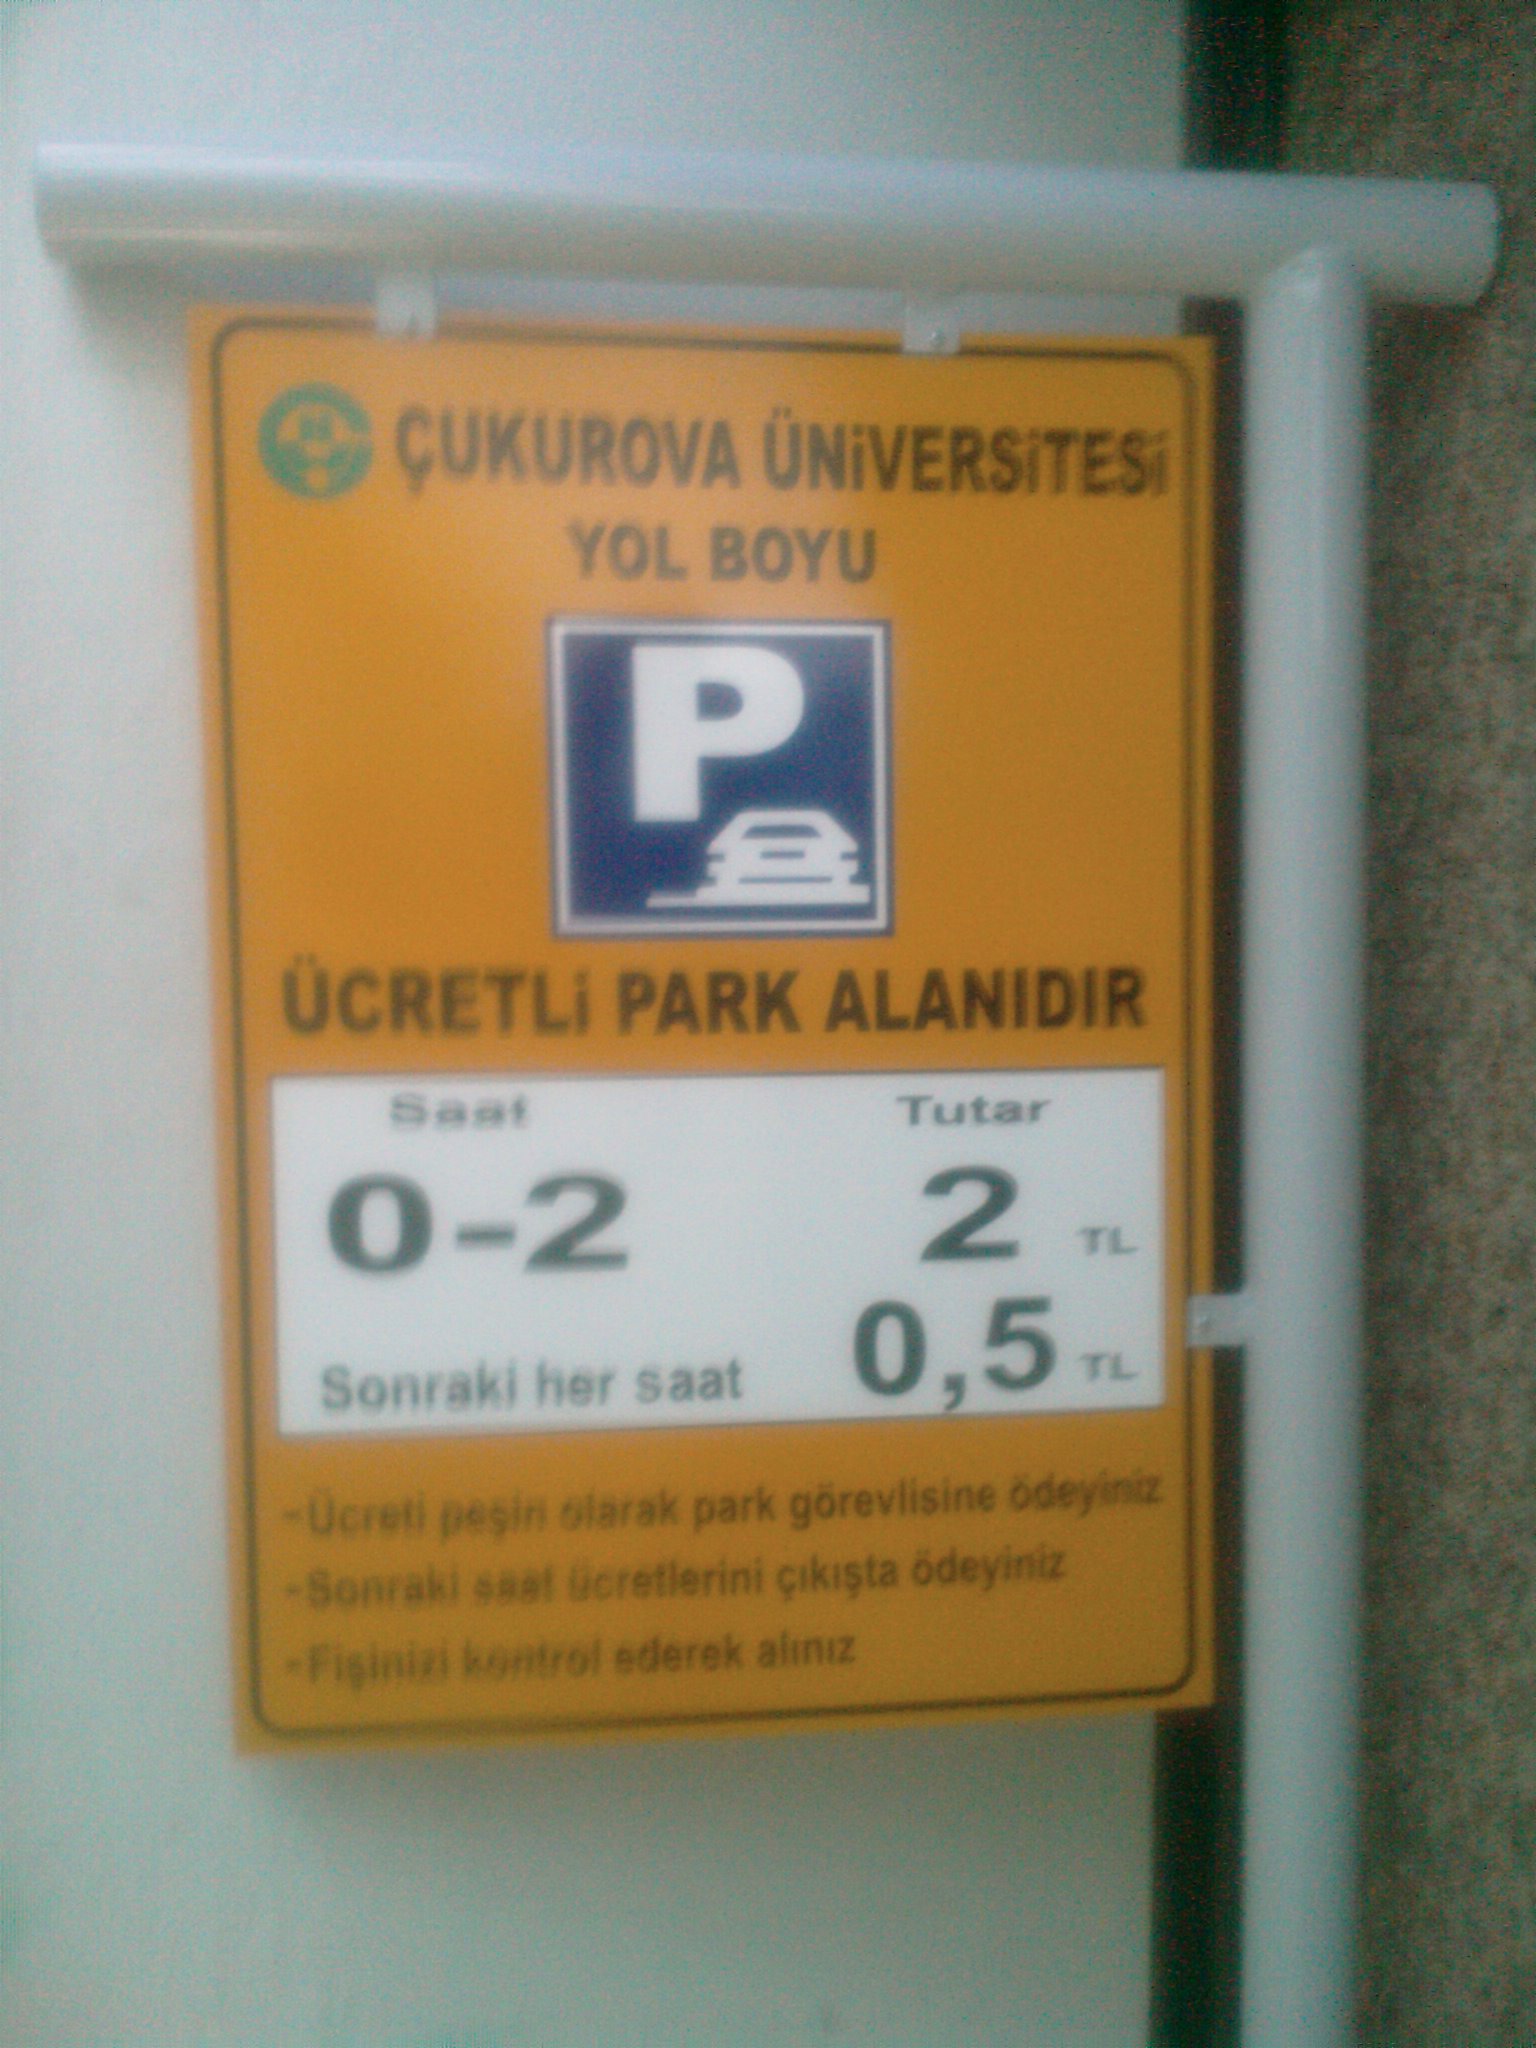 ÇUKUROVA ÜNİVERSİTESİ
YOL BOYU
P
ÜCRETLİ PARK ALANIDIR
Saat Tutar
0-2 2 TL
Sonraki her saat 0,5 TL
-Ücreti peşin olarak park görevlisine ödeyiniz
-Sonraki saat ücretlerini çıkışta ödeyiniz
-Fişinizi kontrol ederek alınız